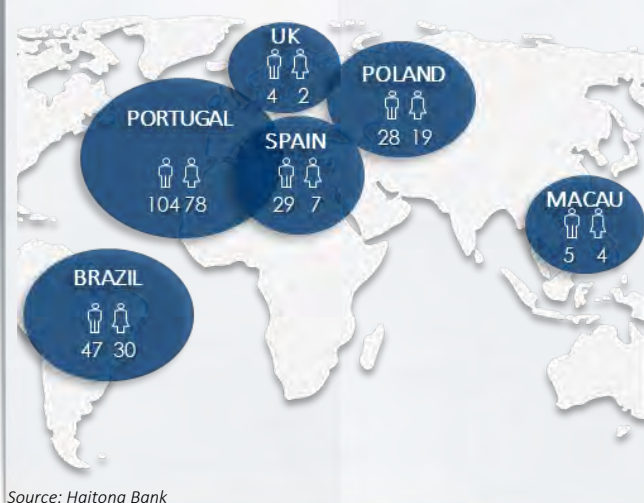 UK
4 2
POLAND
28 19
PORTUGAL
104 78
SPAIN
29 7
MACAU
5 4
BRAZIL
47 30
Source: Haitong Bank